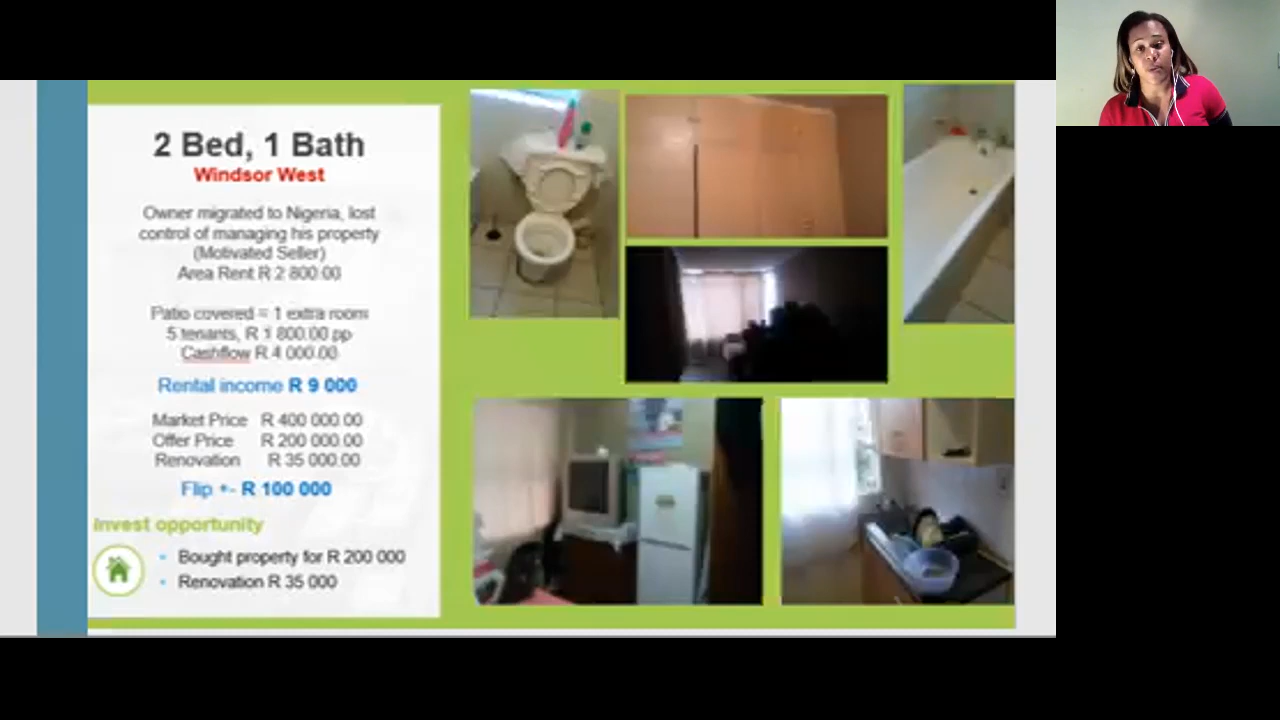 2 Bed, 1 Bath
Windsor West
Owner migrated to Nigeria, lost
control of managing his property
(Motivated Seller)
Area Rent R 2 800.00
Patio covered = 1 extra room
5 tenants, R 1 800.00 pp
Cashflow R 4 000.00
Rental income R 9 000
Market Price R 400 000.00
Offer Price R 200 000.00
Renovation R 35 000.00
Flip +- R 100 000
Invest opportunity
• Bought property for R 200 000
• Renovation R 35 000